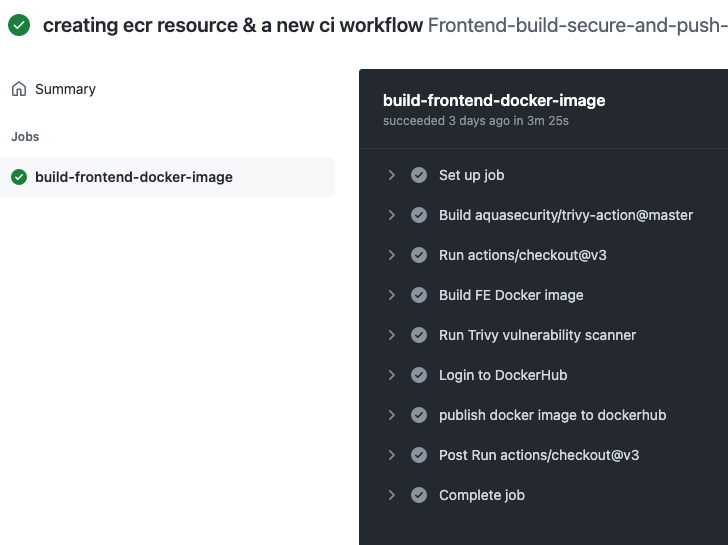 creating ecr resource & a new ci workflow Frontend-build-secure-and-push-
Summary
Jobs
build-frontend-docker-image
build-frontend-docker-image
succeeded 3 days ago in 3m 25s
Set up job
Build aquasecurity/trivy-action@master
Run actions/checkout@v3
Build FE Docker image
Run Trivy vulnerability scanner
Login to DockerHub
publish docker image to dockerhub
Post Run actions/checkout@v3
Complete job